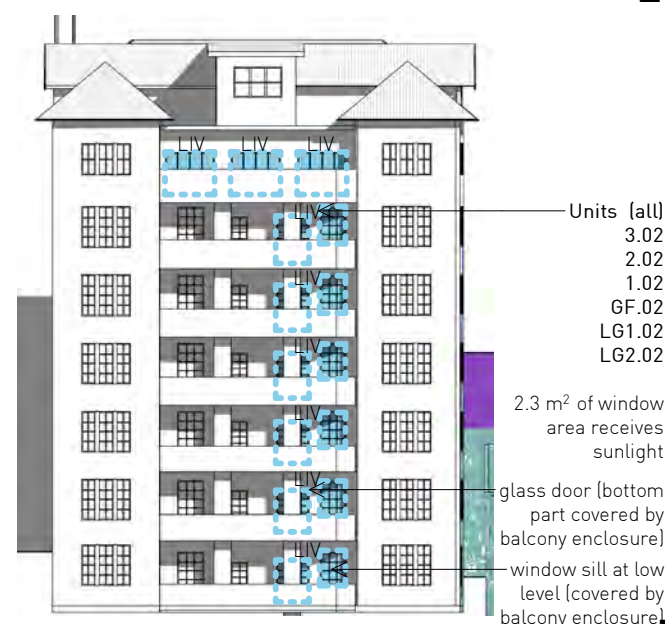 LIV LIV LIV
LIV
Units (all)
3.02
2.02
1.02
GF.02
LG1.02
LG2.02
LIV
LIV
LIV
LIV
LIV
2.3 m² of window
area receives
sunlight
glass door (bottom
part covered by
balcony enclosure)
window sill at low
level (covered by
balcony enclosure)